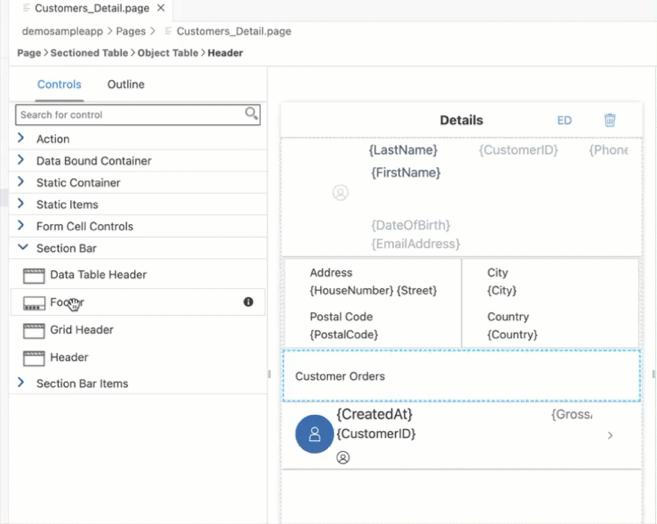 Customers_Detail.page
demosampleapp > Pages > Customers_Detail.page
Page > Sectioned Table > Object Table > Header
Controls Outline
Search for control
Action
Data Bound Container
Static Container
Static Items
Form Cell Controls
Section Bar
Data Table Header
Grid Header
Header
Section Bar Items
Details ED
{LastName} {CustomerID}
{FirstName}
{DateOfBirth}
{EmailAddress}
Address
{HouseNumber} {Street}
City
{City}
Postal Code
{PostalCode}
Country
{Country}
Customer Orders
{CreatedAt}
{CustomerID}